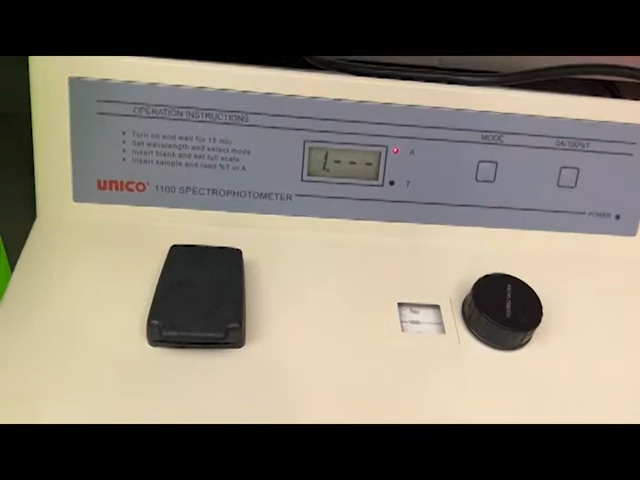 OPERATION INSTRUCTIONS
• Turn on and wait for 15 min.
• Set wavelength and select mode
• Insert blank and set full scale
• Insert sample and read %T or A
UNICO® 1100 SPECTROPHOTOMETER
1.---
A
T
MODE
0A/100%T
POWER